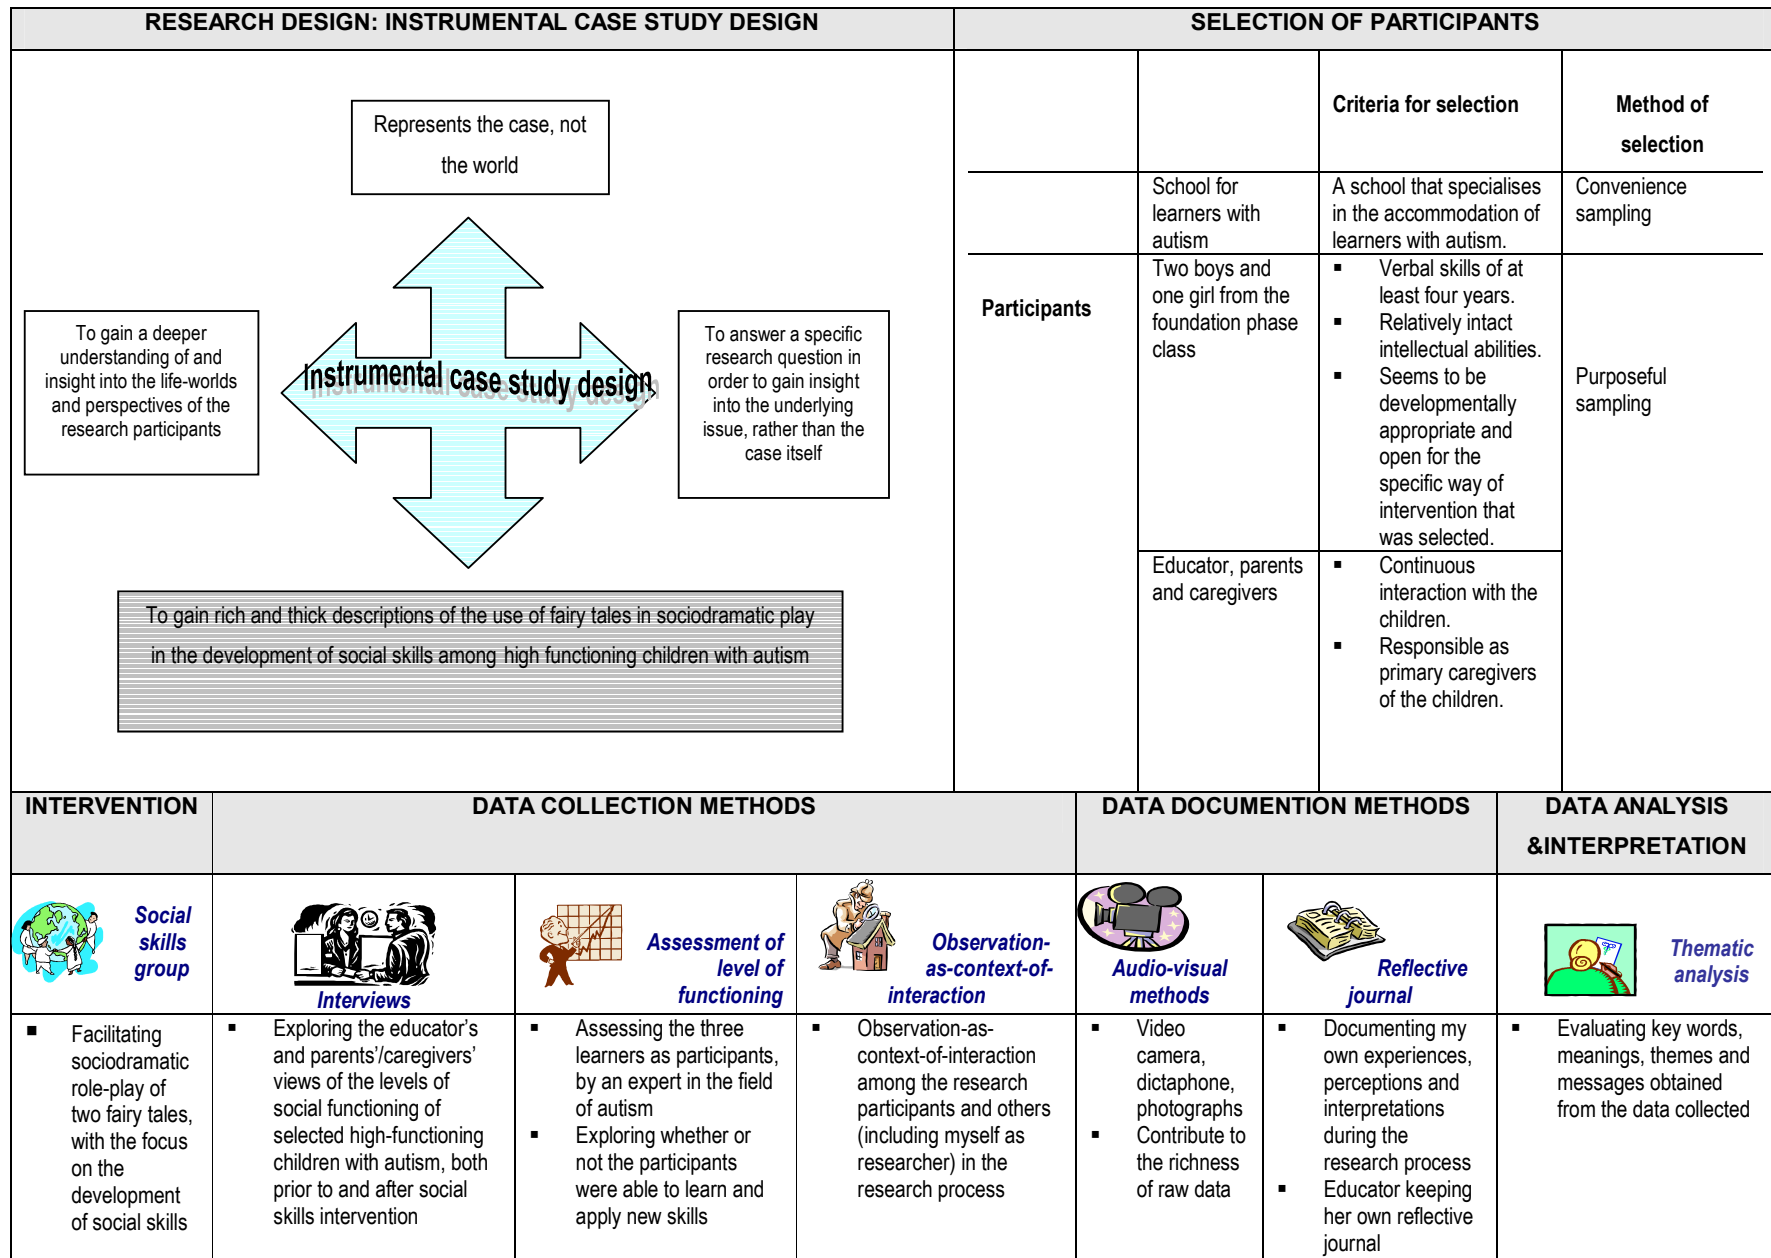 RESEARCH DESIGN: INSTRUMENTAL CASE STUDY DESIGN
Represents the case, not
the world
To gain a deeper
understanding of and
insight into the life-worlds
and perspectives of the
research participants
Instrumental case study design
To answer a specific
research question in
order to gain insight
into the underlying
issue, rather than the
case itself
To gain rich and thick descriptions of the use of fairy tales in sociodramatic play
in the development of social skills among high functioning children with autism
SELECTION OF PARTICIPANTS
Criteria for selection
Method of
selection
School for
learners with
autism
A school that specialises
in the accommodation of
learners with autism.
Convenience
sampling
Participants
Two boys and
one girl from the
foundation phase
class
▪ Verbal skills of at
least four years.
▪ Relatively intact
intellectual abilities.
▪ Seems to be
developmentally
appropriate and
open for the
specific way of
intervention that
was selected.
Purposeful
sampling
Educator, parents
and caregivers
▪ Continuous
interaction with the
children.
▪ Responsible as
primary caregivers
of the children.
INTERVENTION
Social
skills
group
▪ Facilitating
sociodramatic
role-play of
two fairy tales,
with the focus
on the
development
of social skills
DATA COLLECTION METHODS
Interviews
▪ Exploring the educator's
and parents'/caregivers'
views of the levels of
social functioning of
selected high-functioning
children with autism, both
prior to and after social
skills intervention
Assessment of
level of
functioning
▪ Assessing the three
learners as participants,
by an expert in the field
of autism
▪ Exploring whether or
not the participants
were able to learn and
apply new skills
Observation-
as-context-of-
interaction
▪ Observation-as-
context-of-interaction
among the research
participants and others
(including myself as
researcher) in the
research process
DATA DOCUMENTION METHODS
Audio-visual
methods
▪ Video
camera,
dictaphone,
photographs
▪ Contribute to
the richness
of raw data
Reflective
journal
▪ Documenting my
own experiences,
perceptions and
interpretations
during the
research process
▪ Educator keeping
her own reflective
journal
DATA ANALYSIS
&INTERPRETATION
Thematic
analysis
▪ Evaluating key words,
meanings, themes and
messages obtained
from the data collected